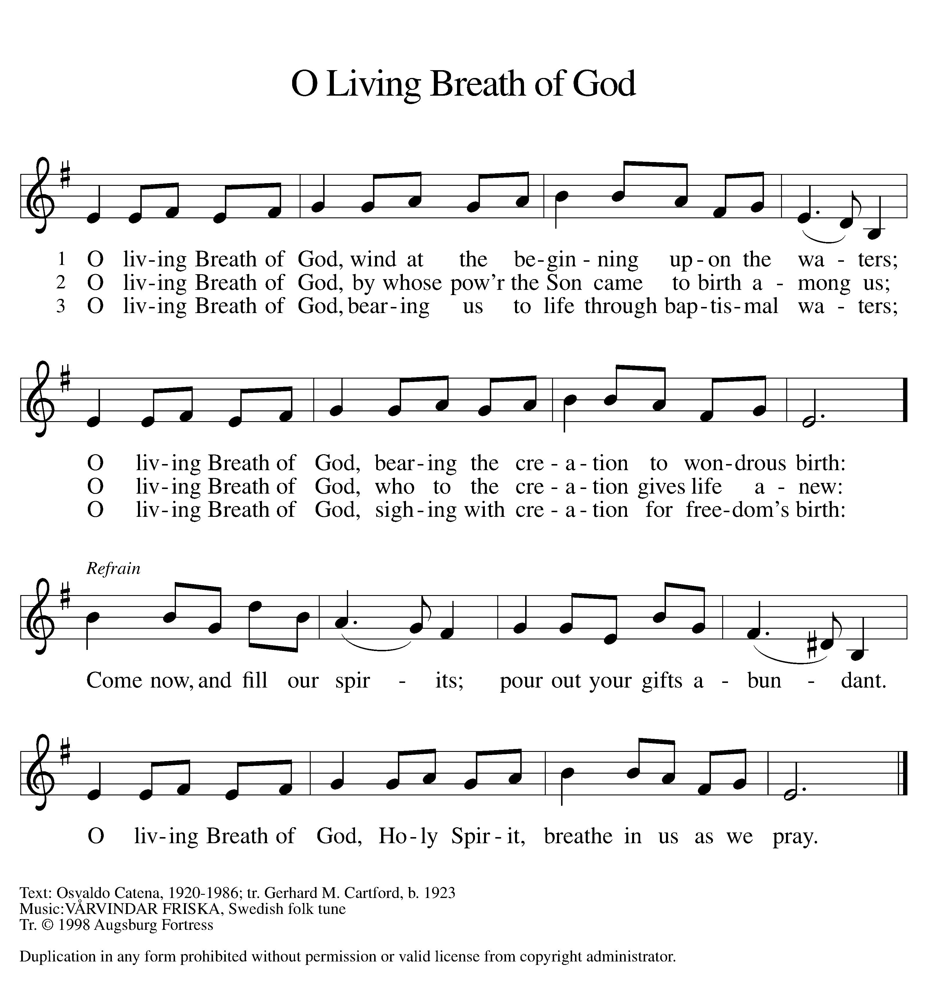 O Living Breath of God
1 O liv-ing Breath of God, wind at the be-gin - ning up-on the wa - ters;
2 O liv-ing Breath of God, by whose pow'r the Son came to birth a - mong us;
3 O liv-ing Breath of God, bear-ing us to life through bap-tis-mal wa - ters;
O liv-ing Breath of God, bear-ing the cre - a - tion to won-drous birth:
O liv-ing Breath of God, who to the cre - a - tion gives life a - new:
O liv-ing Breath of God, sigh-ing with cre - a - tion for free-dom's birth:
Refrain
Come now, and fill our spir - its; pour out your gifts a - bun - dant.
O liv-ing Breath of God, Ho-ly Spir-it, breathe in us as we pray.
Text: Osvaldo Catena, 1920-1986; tr. Gerhard M. Cartford, b. 1923
Music:VÅRVINDAR FRISKA, Swedish folk tune
Tr. © 1998 Augsburg Fortress
Duplication in any form prohibited without permission or valid license from copyright administrator.